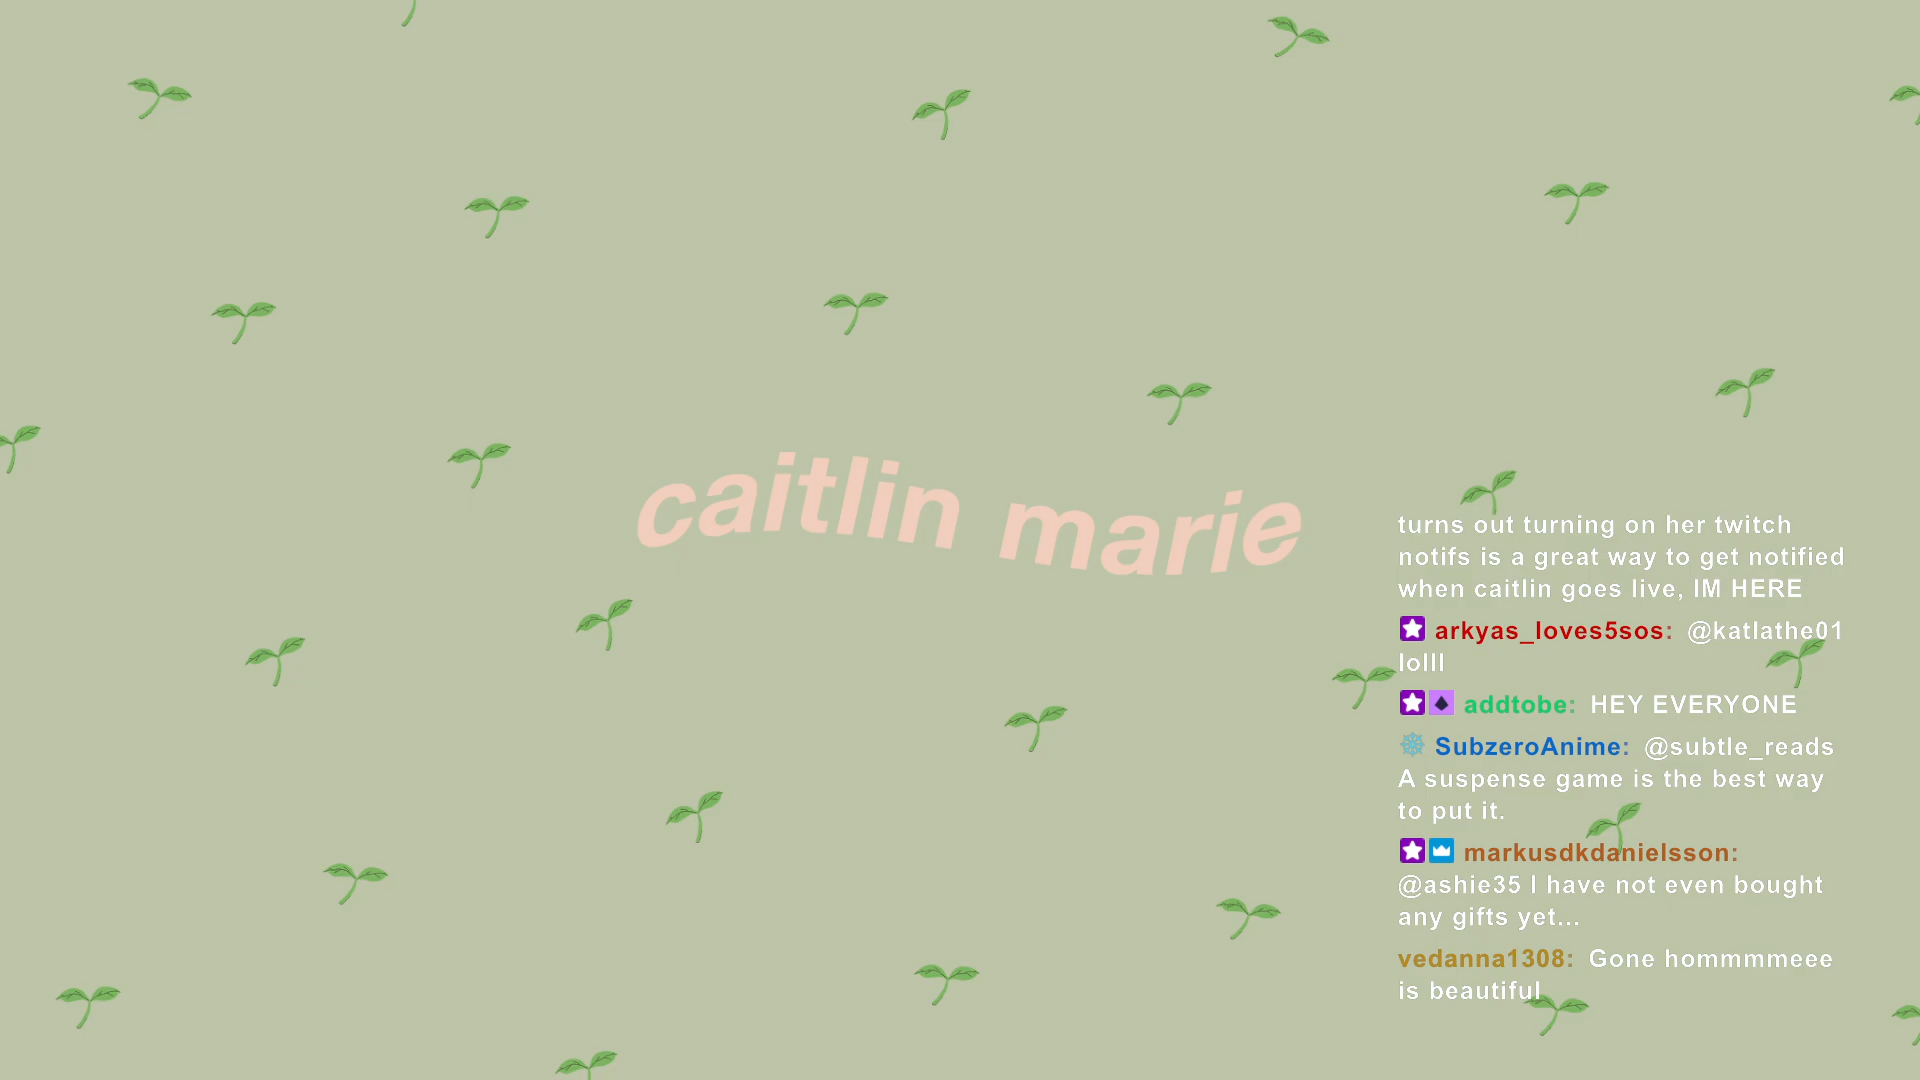 caitlin marie
turns out turning on her twitch
notifs is a great way to get notified
when caitlin goes live, IM HERE
arkyas_loves5sos: @katlathe01
lolll
addtobe: HEY EVERYONE
SubzeroAnime: @subtle_reads
A suspense game is the best way
to put it.
markusdkdanielsson:
@ashie35 I have not even bought
any gifts yet...
vedanna1308: Gone hommmmeee
is beautiful